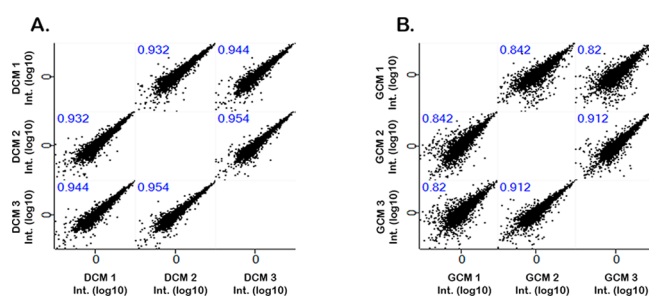 A.
B.
0.932
0.944
DCM 1
Int. (log10)
0
0.932
0.954
DCM 2
Int. (log10)
0
0.944
0.954
DCM 3
Int. (log10)
0
0
0
0
DCM 1
DCM 2
DCM 3
Int. (log10)
Int. (log10)
Int. (log10)
0.842
0.82
GCM 1
Int. (log10)
0
0.842
0.912
GCM 2
Int. (log10)
0
0.82
0.912
GCM 3
Int. (log10)
0
0
0
0
GCM 1
GCM 2
GCM 3
Int. (log10)
Int. (log10)
Int. (log10)